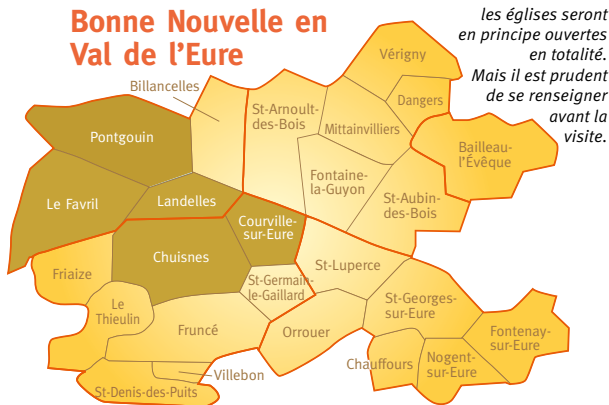 Bonne Nouvelle en
Val de l'Eure
les églises seront
en principe ouvertes
en totalité.
Mais il est prudent
de se renseigner
avant la
visite.
Vérigny
Billancelles
Dangers
St-Arnoult-
des-Bois
Mittainvilliers
Pontgouin
Bailleau-
l'Évêque
Fontaine-
la-Guyon
Le Favril
Landelles
St-Aubin-
des-Bois
Courville-
sur-Eure
Chuisnes
St-Luperce
Friaize
St-Germain-
le-Gaillard
Le
Thieulin
St-Georges-
sur-Eure
Fruncé
Orrouer
Fontenay-
sur-Eure
Chauffours
Nogent-
sur-Eure
Villebon
St-Denis-des-Puits